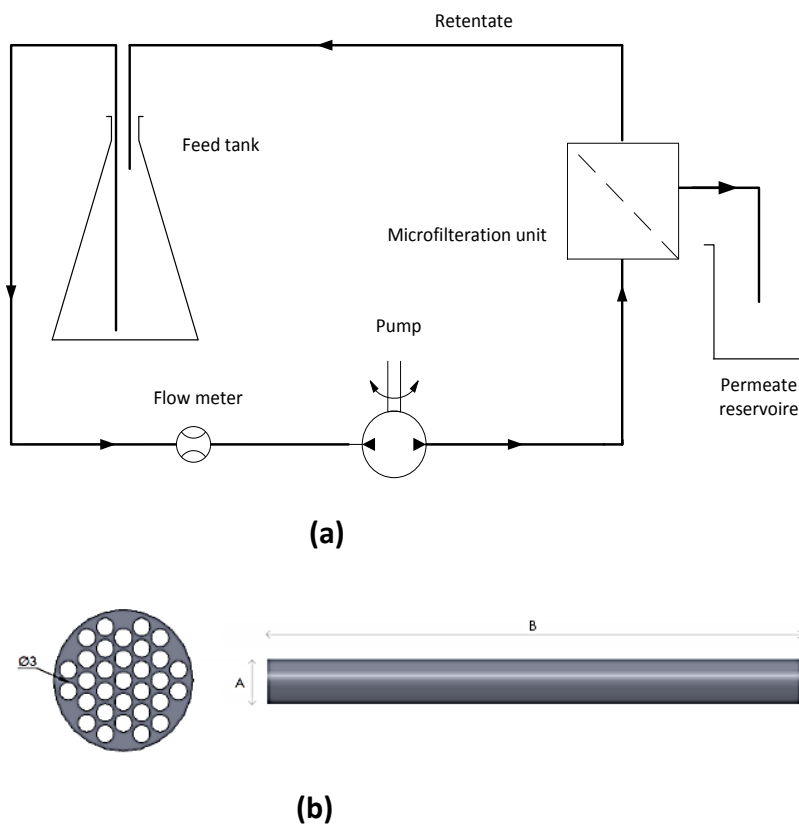 Retentate
Feed tank
Microfilteration unit
Pump
Flow meter
Permeate
reservoire
(a)
Ø3
A
B
(b)